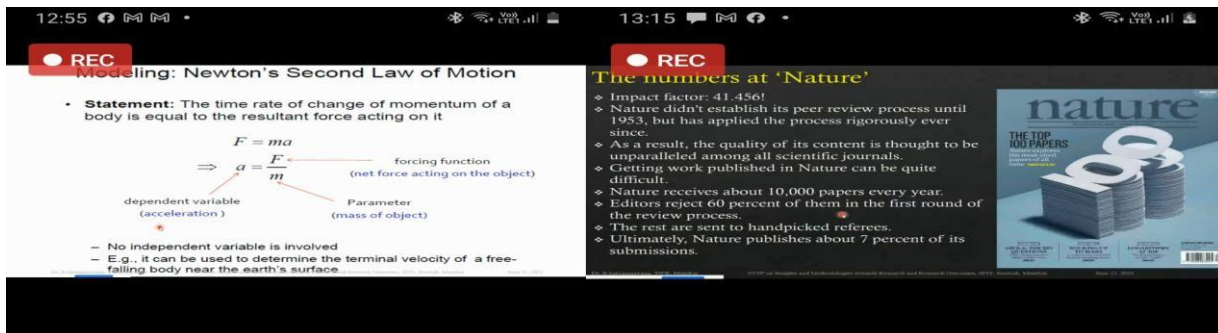 12:55
Vo))
LTE1
REC
Modeling: Newton's Second Law of Motion
• Statement: The time rate of change of momentum of a
body is equal to the resultant force acting on it
F = ma
⇒ a = F/m
forcing function
(net force acting on the object)
dependent variable
(acceleration )
Parameter
(mass of object)
– No independent variable is involved
– E.g., it can be used to determine the terminal velocity of a free-
falling body near the earth's surface
13:15
Vo))
LTE1
REC
The numbers at 'Nature'
❖ Impact factor: 41.456!
❖ Nature didn't establish its peer review process until
1953, but has applied the process rigorously ever
since.
❖ As a result, the quality of its content is thought to be
unparalleled among all scientific journals.
❖ Getting work published in Nature can be quite
difficult.
❖ Nature receives about 10,000 papers every year.
❖ Editors reject 60 percent of them in the first round of
the review process.
❖ The rest are sent to handpicked referees.
❖ Ultimately, Nature publishes about 7 percent of its
submissions.
nature
THE TOP
100 PAPERS
100